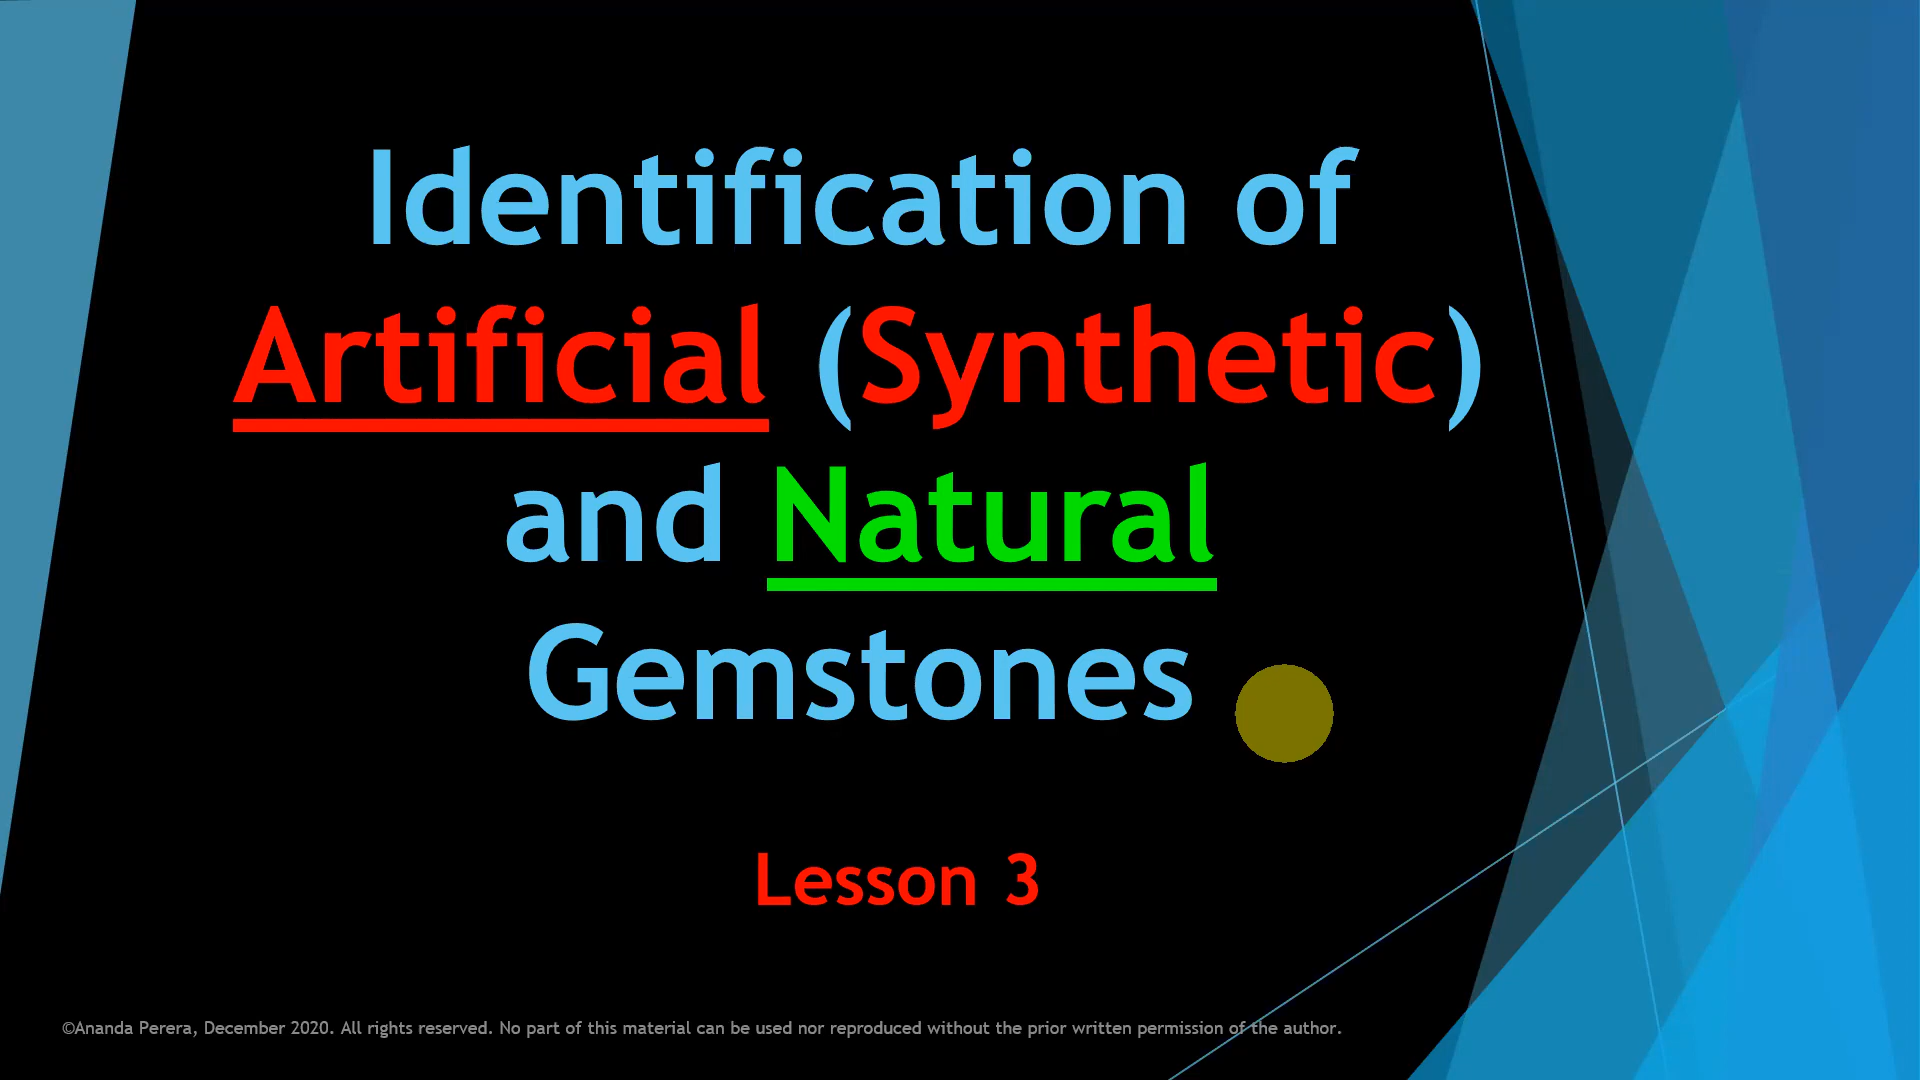 Identification of
Artificial (Synthetic)
and Natural
Gemstones
Lesson 3
©Ananda Perera, December 2020. All rights reserved. No part of this material can be used nor reproduced without the prior written permission of the author.